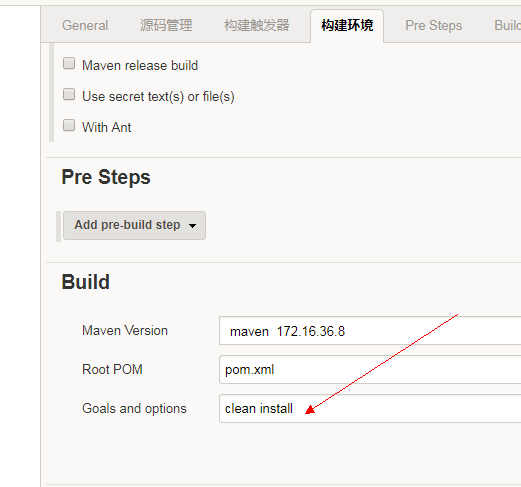 General 源码管理 构建触发器 构建环境 Pre Steps Build
Maven release build
Use secret text(s) or file(s)
With Ant
Pre Steps
Add pre-build step
Build
Maven Version maven 172.16.36.8
Root POM pom.xml
Goals and options clean install